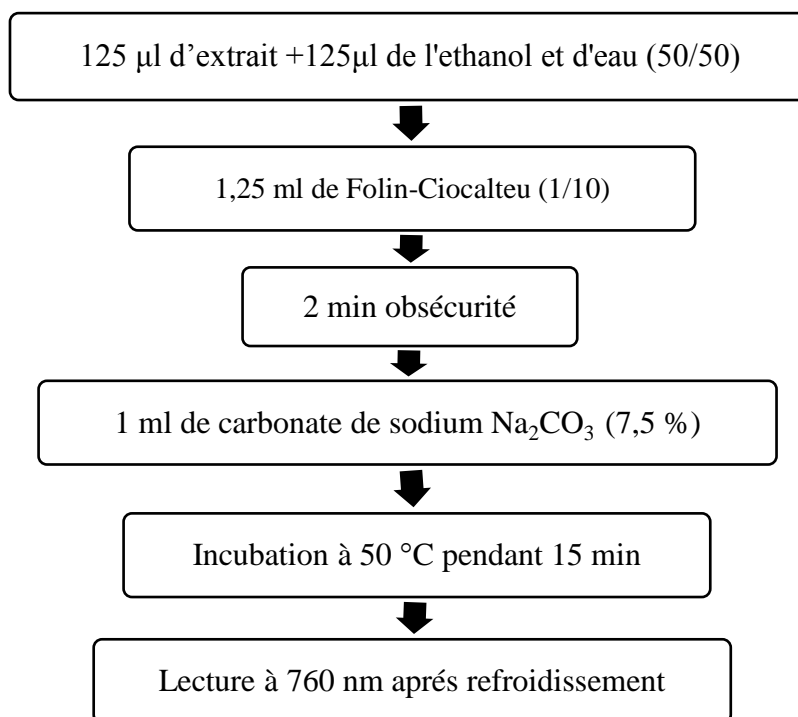 125 µl d’extrait +125µl de l'ethanol et d'eau (50/50)
1,25 ml de Folin-Ciocalteu (1/10)
2 min obsécurité
1 ml de carbonate de sodium Na₂CO₃ (7,5 %)
Incubation à 50 °C pendant 15 min
Lecture à 760 nm aprés refroidissement